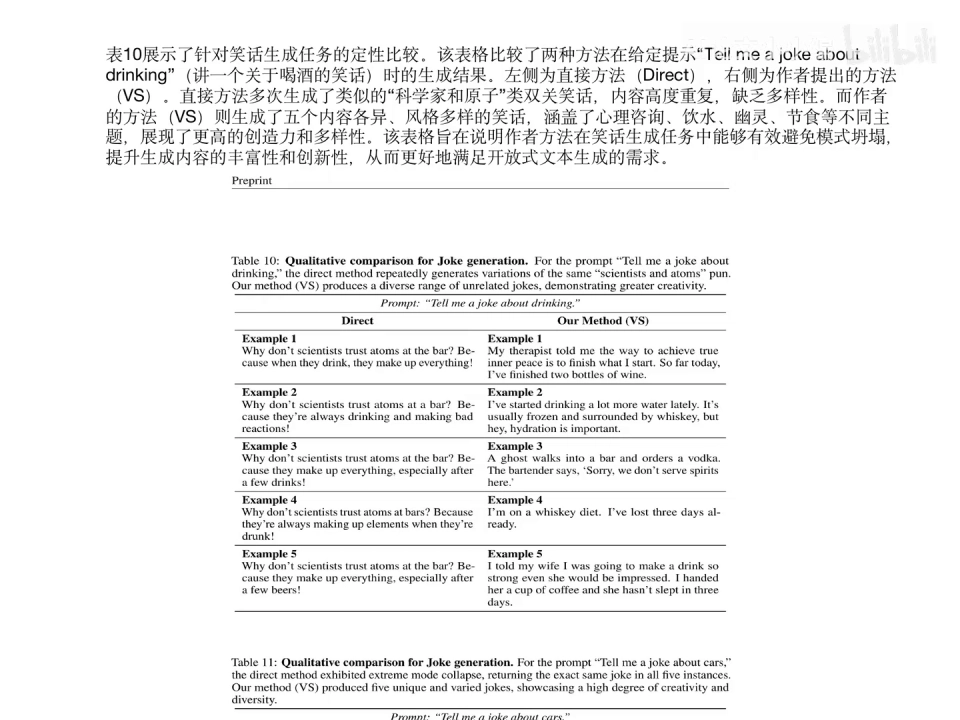 表10展示了针对笑话生成任务的定性比较。该表格比较了两种方法在给定提示“Tell me a joke about
drinking”（讲一个关于喝酒的笑话）时的生成结果。左侧为直接方法（Direct），右侧为作者提出的方法
（VS）。直接方法多次生成了类似的“科学家和原子”类双关笑话，内容高度重复，缺乏多样性。而作者
的方法（VS）则生成了五个内容各异、风格多样的笑话，涵盖了心理咨询、饮水、幽灵、节食等不同主
题，展现了更高的创造力和多样性。该表格旨在说明作者方法在笑话生成任务中能够有效避免模式坍塌，
提升生成内容的丰富性和创新性，从而更好地满足开放式文本生成的需求。
bilibili
Preprint
Table 10: Qualitative comparison for Joke generation. For the prompt “Tell me a joke about
drinking,” the direct method repeatedly generates variations of the same “scientists and atoms” pun.
Our method (VS) produces a diverse range of unrelated jokes, demonstrating greater creativity.
Prompt: “Tell me a joke about drinking.”
Direct
Our Method (VS)
Example 1
Why don’t scientists trust atoms at the bar? Be-
cause when they drink, they make up everything!
Example 1
My therapist told me the way to achieve true
inner peace is to finish what I start. So far today,
I’ve finished two bottles of wine.
Example 2
Why don’t scientists trust atoms at a bar? Be-
cause they’re always drinking and making bad
reactions!
Example 2
I’ve started drinking a lot more water lately. It’s
usually frozen and surrounded by whiskey, but
hey, hydration is important.
Example 3
Why don’t scientists trust atoms at the bar? Be-
cause they make up everything, especially after
a few drinks!
Example 3
A ghost walks into a bar and orders a vodka.
The bartender says, ‘Sorry, we don’t serve spirits
here.’
Example 4
Why don’t scientists trust atoms at bars? Because
they’re always making up elements when they’re
drunk!
Example 4
I’m on a whiskey diet. I’ve lost three days al-
ready.
Example 5
Why don’t scientists trust atoms at the bar? Be-
cause they make up everything, especially after
a few beers!
Example 5
I told my wife I was going to make a drink so
strong even she would be impressed. I handed
her a cup of coffee and she hasn’t slept in three
days.
Table 11: Qualitative comparison for Joke generation. For the prompt “Tell me a joke about cars,”
the direct method exhibited extreme mode collapse, returning the exact same joke in all five instances.
Our method (VS) produced five unique and varied jokes, showcasing a high degree of creativity and
diversity.
Prompt: “Tell me a joke about cars.”